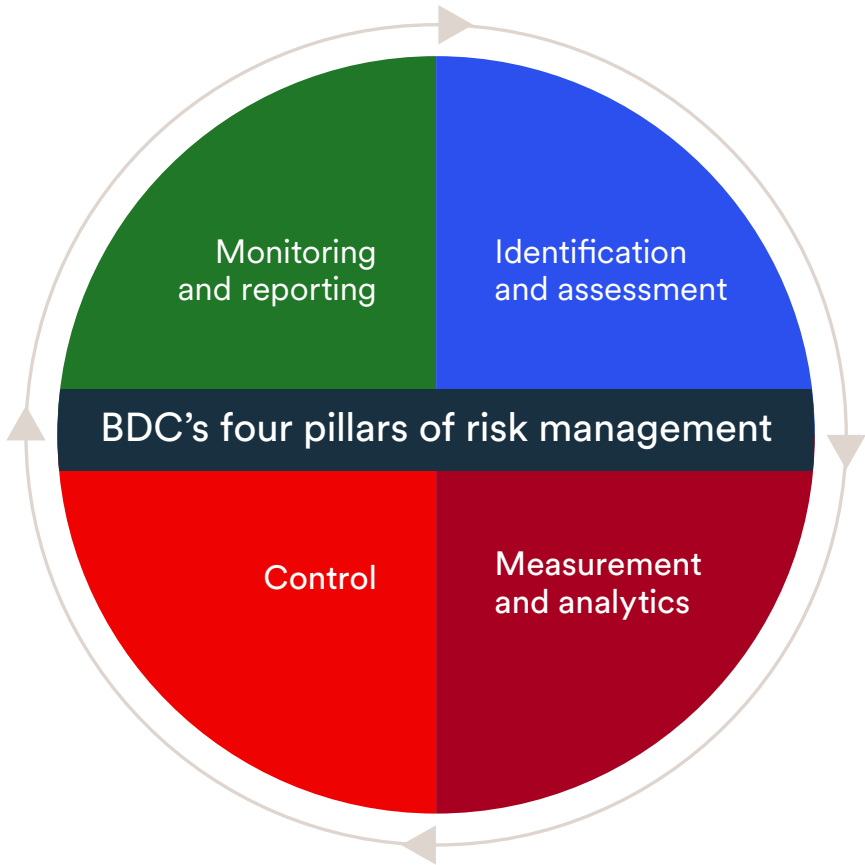 Monitoring
and reporting
Identification
and assessment
BDC’s four pillars of risk management
Control
Measurement
and analytics